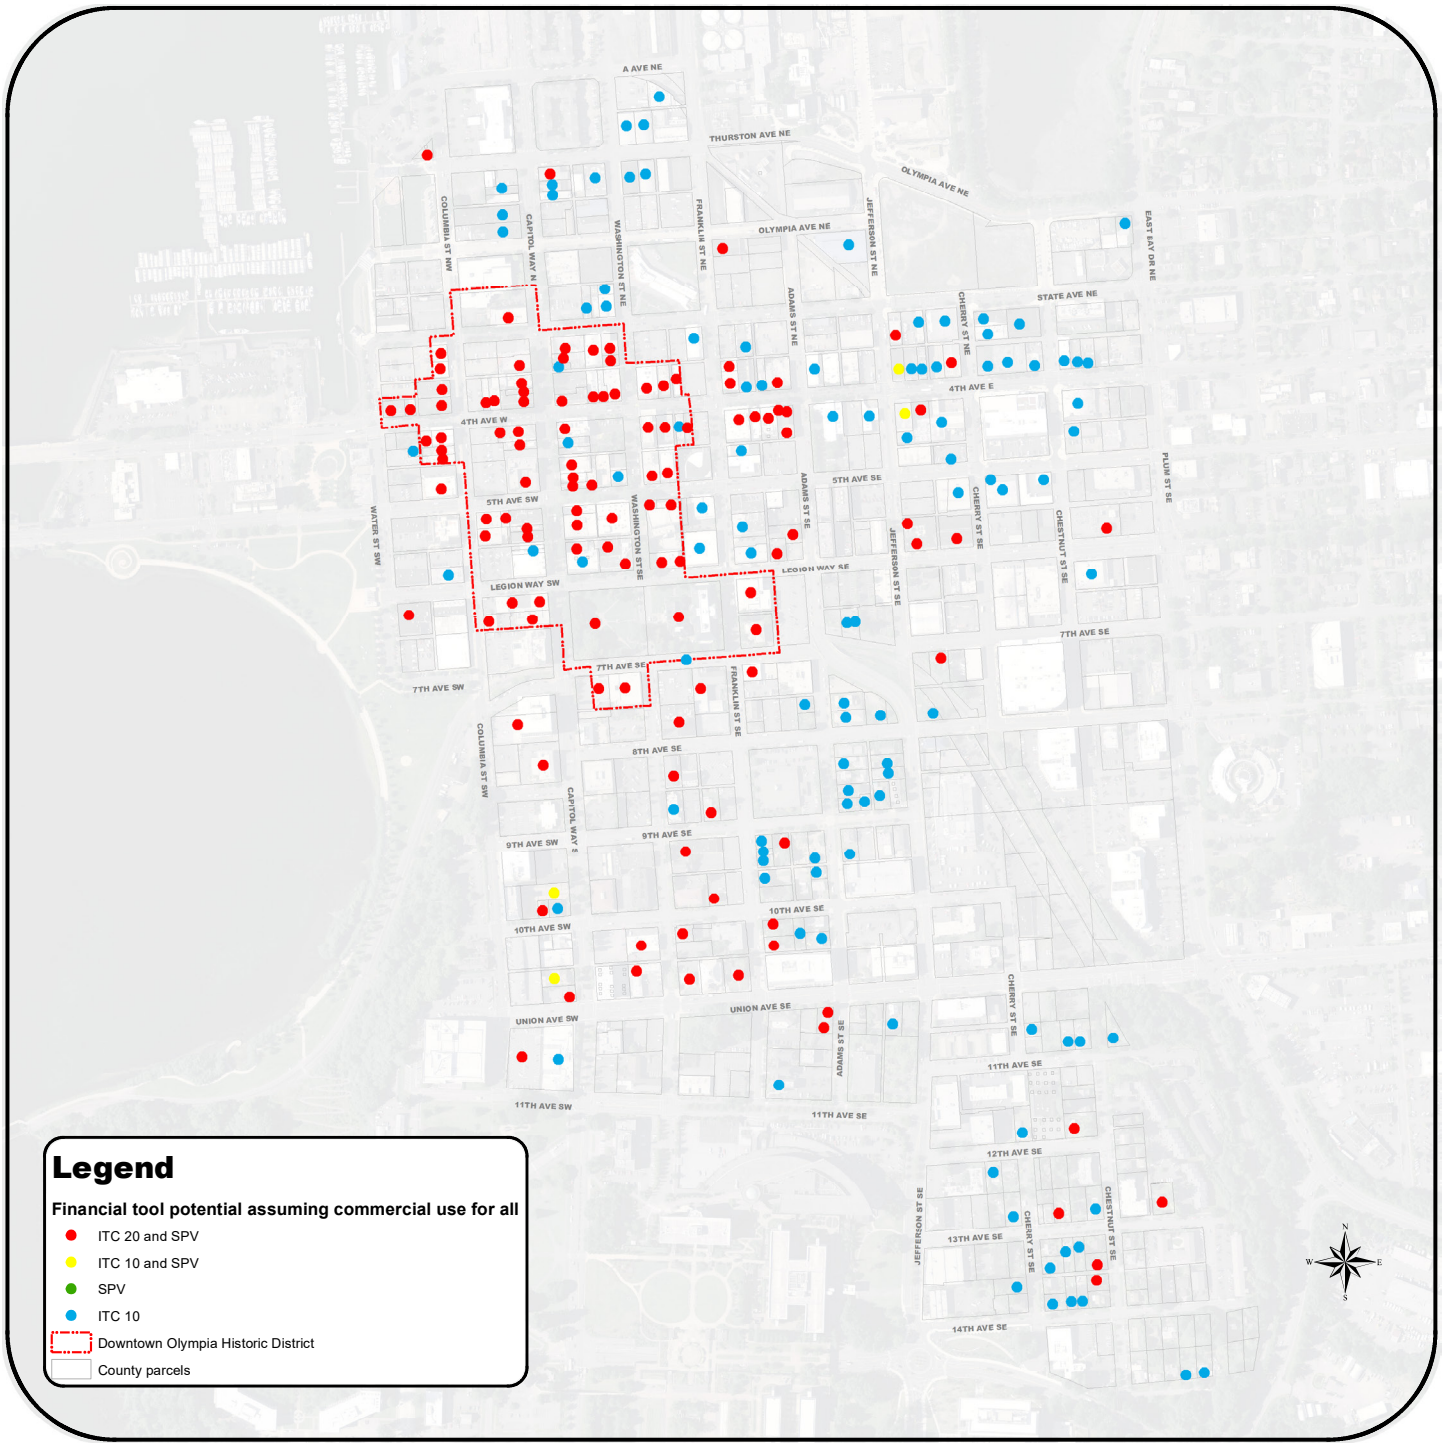 A AVE NE
THURSTON AVE NE
OLYMPIA AVE NE
COLUMBIA ST NW
CAPITOL WAY N
WASHINGTON ST NE
FRANKLIN ST NE
JEFFERSON ST NE
EAST BAY DR NE
OLYMPIA AVE NE
ADAMS ST NE
CHERRY ST NE
STATE AVE NE
4TH AVE E
4TH AVE W
5TH AVE SW
5TH AVE SE
WATER ST SW
WASHINGTON ST SE
ADAMS ST SE
JEFFERSON ST SE
CHERRY ST SE
CHESTNUT ST SE
PLUM ST SE
LEGION WAY SW
LEGION WAY SE
7TH AVE SE
7TH AVE SE
7TH AVE SW
FRANKLIN ST SE
COLUMBIA ST SW
8TH AVE SE
CAPITOL WAY S
9TH AVE SW
9TH AVE SE
10TH AVE SW
10TH AVE SE
UNION AVE SW
UNION AVE SE
ADAMS ST SE
CHERRY ST SE
11TH AVE SE
11TH AVE SW
11TH AVE SE
12TH AVE SE
JEFFERSON ST SE
CHERRY ST SE
CHESTNUT ST SE
13TH AVE SE
14TH AVE SE
N
W
E
S
Legend
Financial tool potential assuming commercial use for all
ITC 20 and SPV
ITC 10 and SPV
SPV
ITC 10
Downtown Olympia Historic District
County parcels